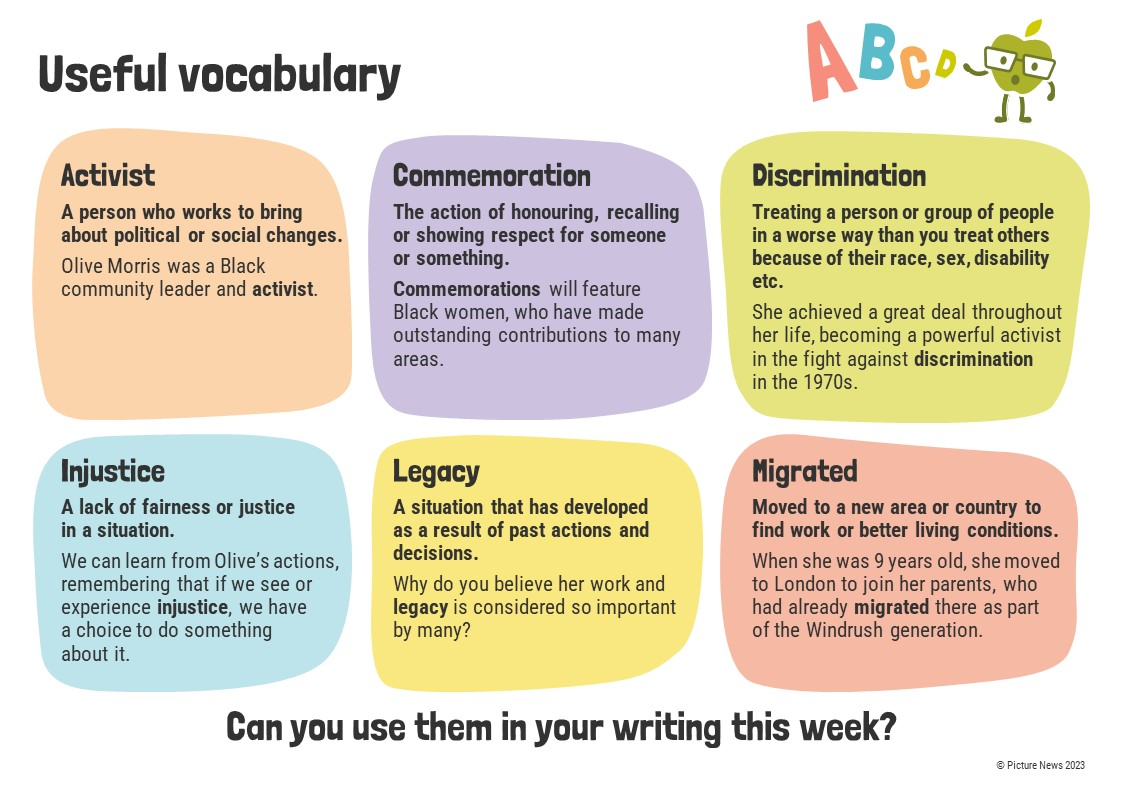 Useful vocabulary
A B C D
Activist
A person who works to bring
about political or social changes.
Olive Morris was a Black
community leader and activist.
Commemoration
The action of honouring, recalling
or showing respect for someone
or something.
Commemorations will feature
Black women, who have made
outstanding contributions to many
areas.
Discrimination
Treating a person or group of people
in a worse way than you treat others
because of their race, sex, disability
etc.
She achieved a great deal throughout
her life, becoming a powerful activist
in the fight against discrimination
in the 1970s.
Injustice
A lack of fairness or justice
in a situation.
We can learn from Olive’s actions,
remembering that if we see or
experience injustice, we have
a choice to do something
about it.
Legacy
A situation that has developed
as a result of past actions and
decisions.
Why do you believe her work and
legacy is considered so important
by many?
Migrated
Moved to a new area or country to
find work or better living conditions.
When she was 9 years old, she moved
to London to join her parents, who
had already migrated there as part
of the Windrush generation.
Can you use them in your writing this week?
© Picture News 2023